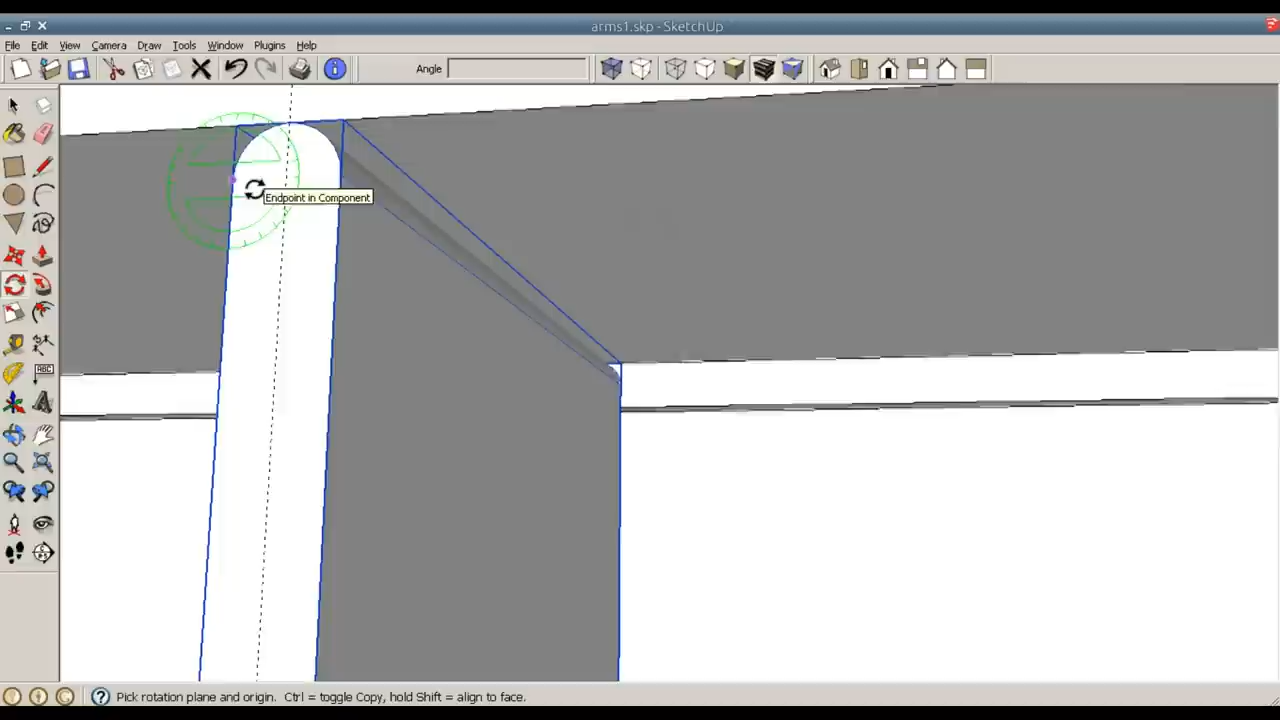 arms1.skp - SketchUp
File Edit View Camera Draw Tools Window Plugins Help
Angle
Endpoint in Component
ABC
Pick rotation plane and origin. Ctrl = toggle Copy, hold Shift = align to face.